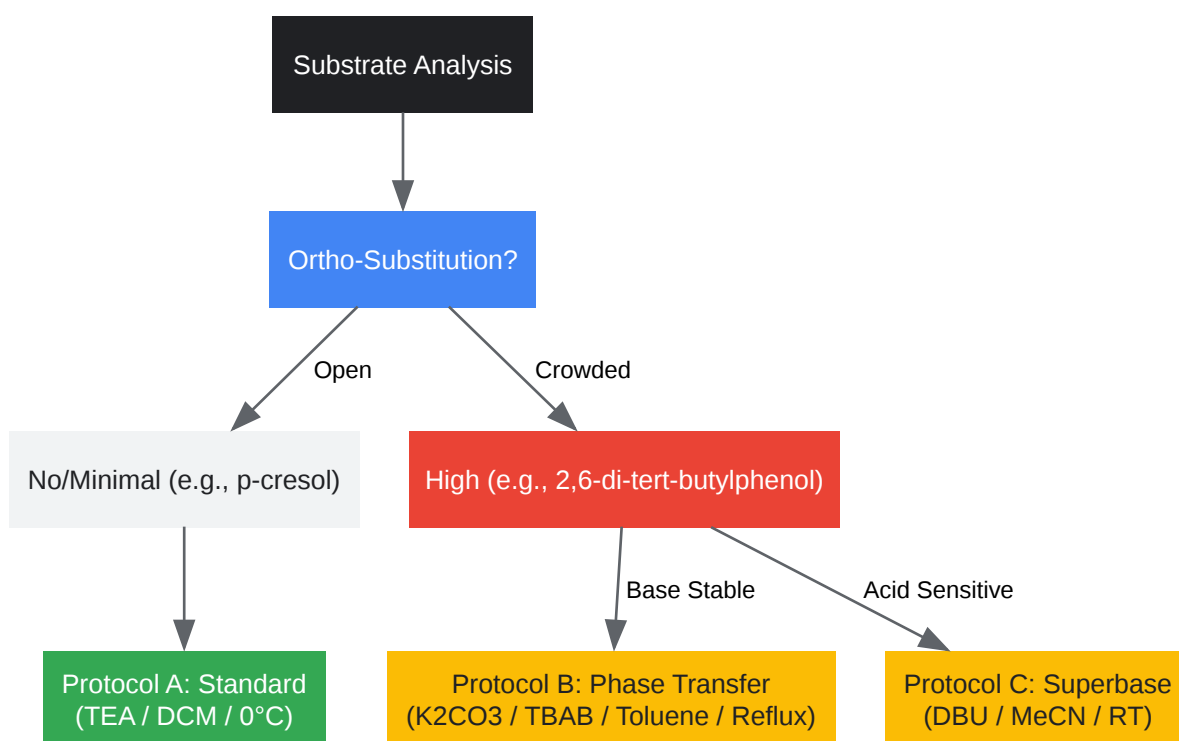 Substrate Analysis
Ortho-Substitution?
Open
Crowded
No/Minimal (e.g., p-cresol)
High (e.g., 2,6-di-tert-butylphenol)
Base Stable
Acid Sensitive
Protocol A: Standard
(TEA / DCM / 0°C)
Protocol B: Phase Transfer
(K2CO3 / TBAB / Toluene / Reflux)
Protocol C: Superbase
(DBU / MeCN / RT)